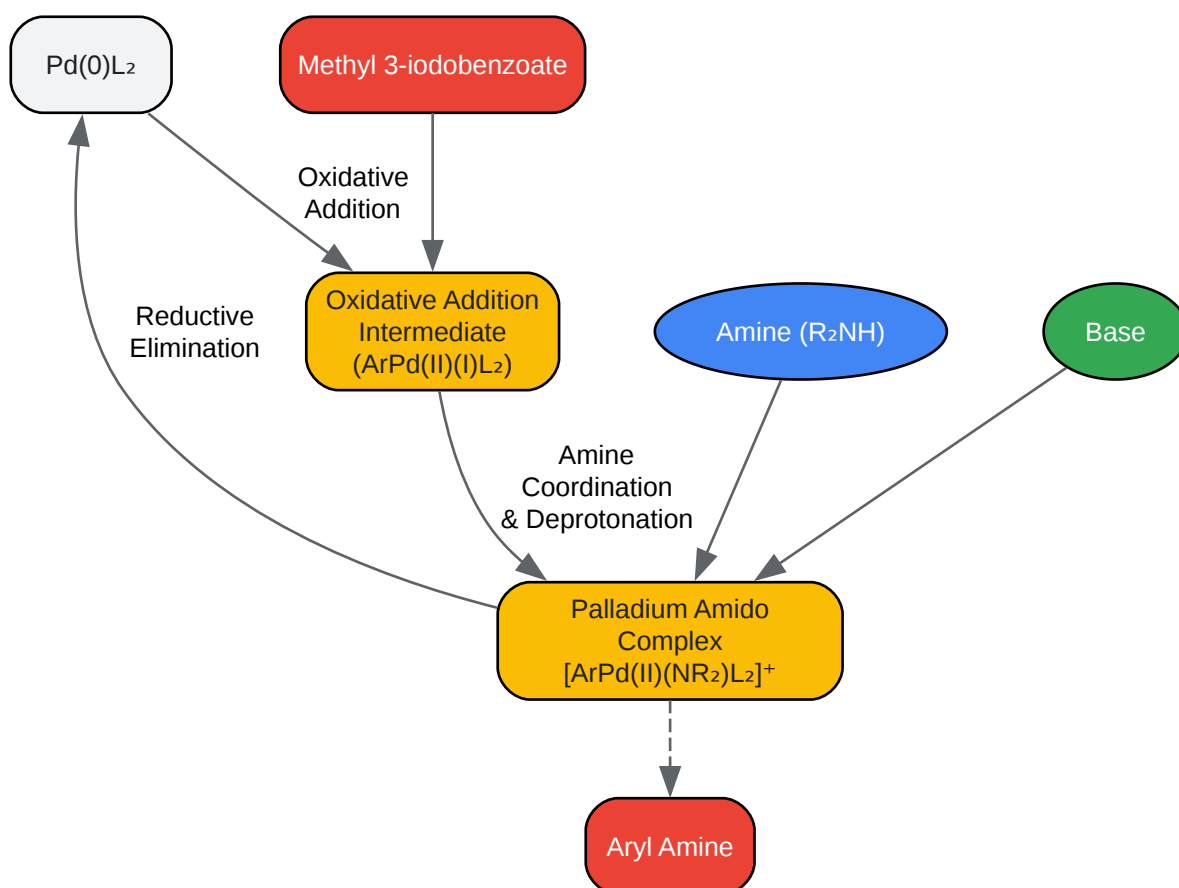 Pd(0)L₂
Methyl 3-iodobenzoate
Oxidative
Addition
Oxidative Addition
Intermediate
(ArPd(II)(I)L₂)
Amine (R₂NH)
Base
Reductive
Elimination
Amine
Coordination
& Deprotonation
Palladium Amido
Complex
[ArPd(II)(NR₂)L₂]⁺
Aryl Amine